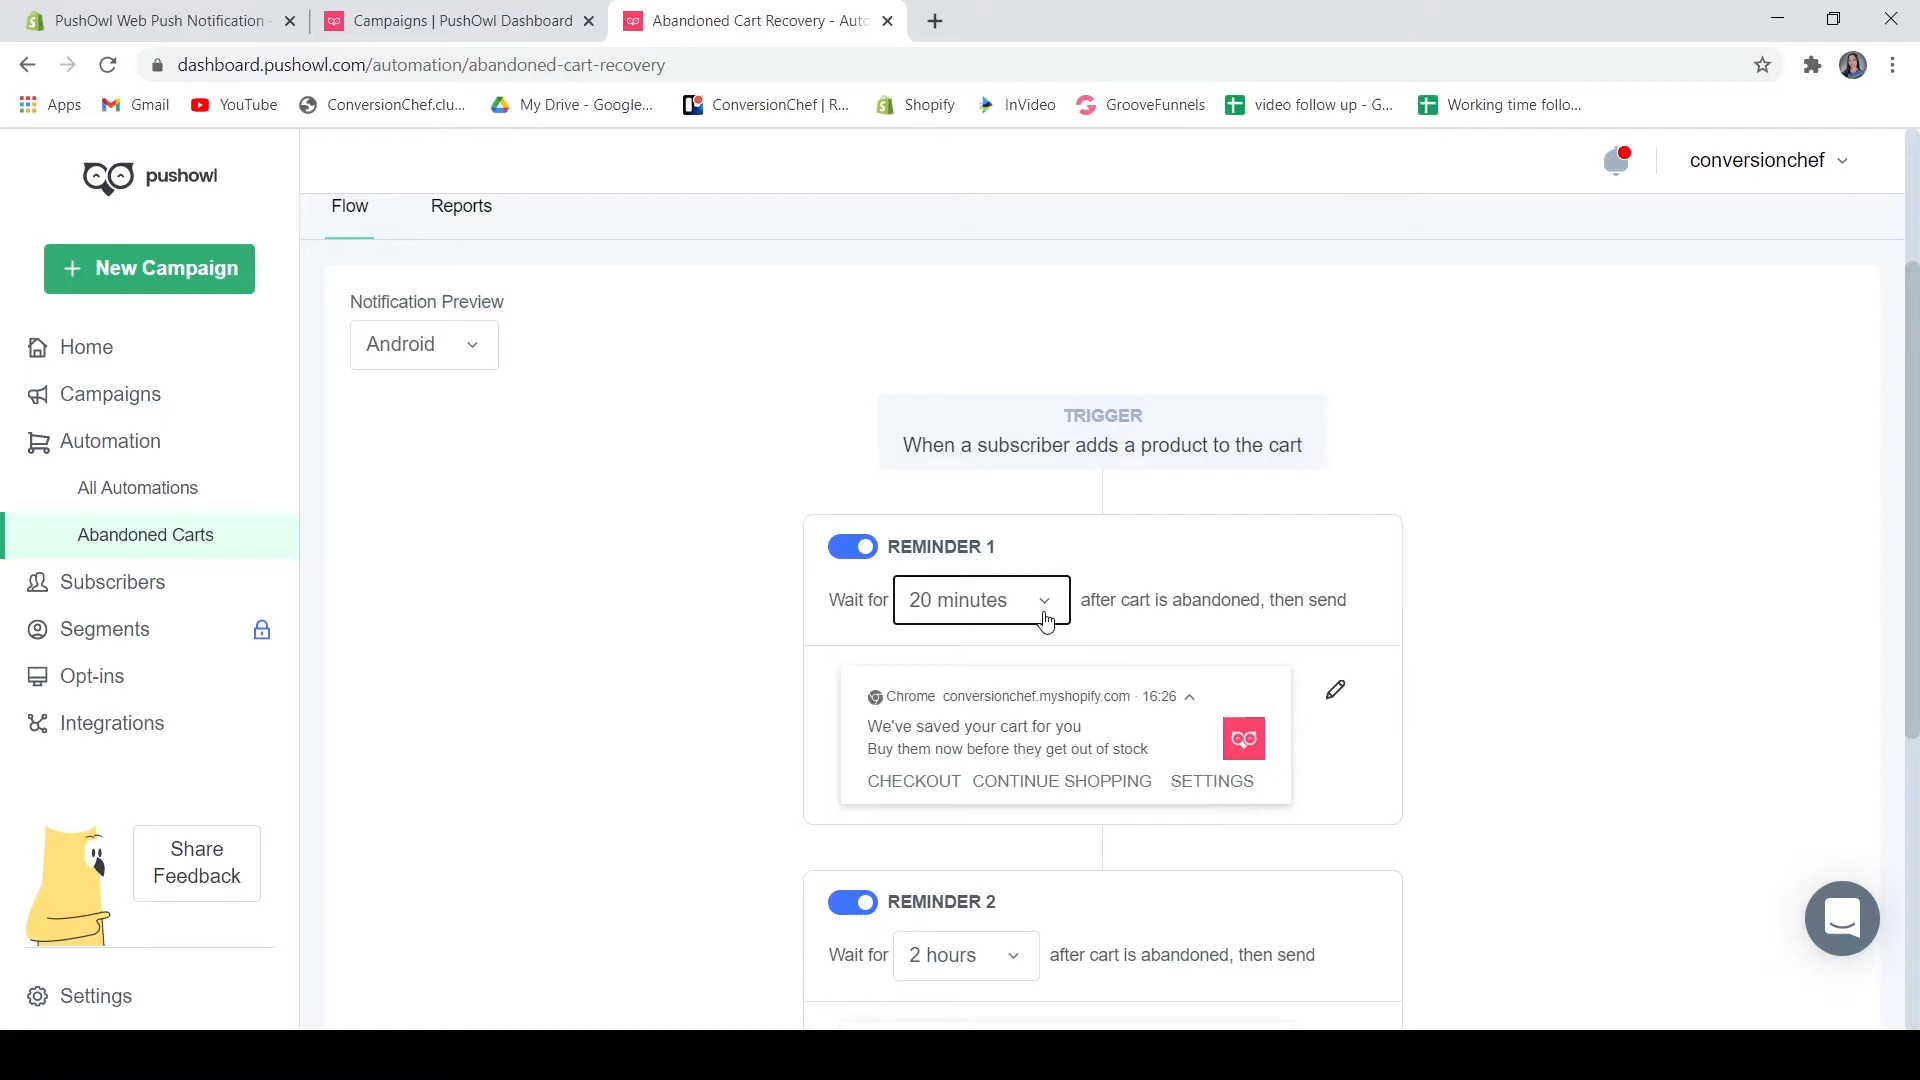 PushOwl Web Push Notification
Campaigns | PushOwl Dashboard
Abandoned Cart Recovery - Auto
dashboard.pushowl.com/automation/abandoned-cart-recovery
Apps
Gmail
YouTube
ConversionChef.clu...
My Drive - Google...
ConversionChef | R...
Shopify
InVideo
GrooveFunnels
video follow up - G...
Working time follo...
pushowl
conversionchef
Flow
Reports
+ New Campaign
Home
Campaigns
Automation
All Automations
Abandoned Carts
Subscribers
Segments
Opt-ins
Integrations
Share
Feedback
Settings
Notification Preview
Android
TRIGGER
When a subscriber adds a product to the cart
REMINDER 1
Wait for 20 minutes after cart is abandoned, then send
Chrome conversionchef.myshopify.com · 16:26
We've saved your cart for you
Buy them now before they get out of stock
CHECKOUT CONTINUE SHOPPING SETTINGS
REMINDER 2
Wait for 2 hours after cart is abandoned, then send